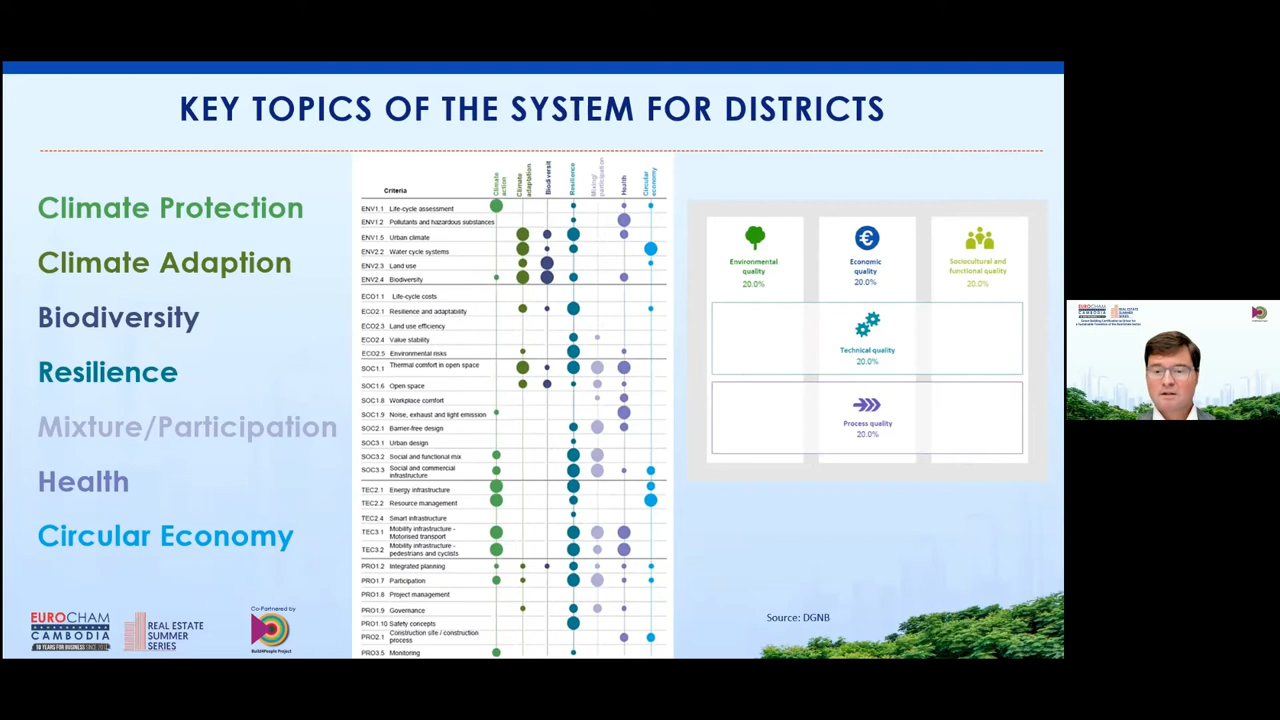 KEY TOPICS OF THE SYSTEM FOR DISTRICTS
Climate Protection
Climate Adaption
Biodiversity
Resilience
Mixture/Participation
Health
Circular Economy
Criteria
Climate action
Climate adaptation
Biodiversit
Resilience
Mixing/ participation
Health
Circular economy
ENV1.1 Life-cycle assessment
ENV1.2 Pollutants and hazardous substances
ENV1.5 Urban climate
ENV2.2 Water cycle systems
ENV2.3 Land use
ENV2.4 Biodiversity
ECO1.1 Life-cycle costs
ECO2.1 Resilience and adaptability
ECO2.3 Land use efficiency
ECO2.4 Value stability
ECO2.5 Environmental risks
SOC1.1 Thermal comfort in open space
SOC1.6 Open space
SOC1.8 Workplace comfort
SOC1.9 Noise, exhaust and light emission
SOC2.1 Barrier-free design
SOC3.1 Urban design
SOC3.2 Social and functional mix
SOC3.3 Social and commercial
infrastructure
TEC2.1 Energy infrastructure
TEC2.2 Resource management
TEC2.4 Smart infrastructure
TEC3.1 Mobility infrastructure -
Motorised transport
TEC3.2 Mobility infrastructure -
pedestrians and cyclists
PRO1.2 Integrated planning
PRO1.7 Participation
PRO1.8 Project management
PRO1.9 Governance
PRO1.10 Safety concepts
PRO2.1 Construction site / construction
process
PRO3.5 Monitoring
Environmental
quality
20.0%
Economic
quality
20.0%
Sociocultural and
functional quality
20.0%
Technical quality
20.0%
Process quality
20.0%
Source: DGNB
EUROCHAM
CAMBODIA
REAL ESTATE
SUMMER
SERIES
Co-Partnered by
Build4People Project
EUROCHAM
CAMBODIA
REAL ESTATE
SUMMER
SERIES